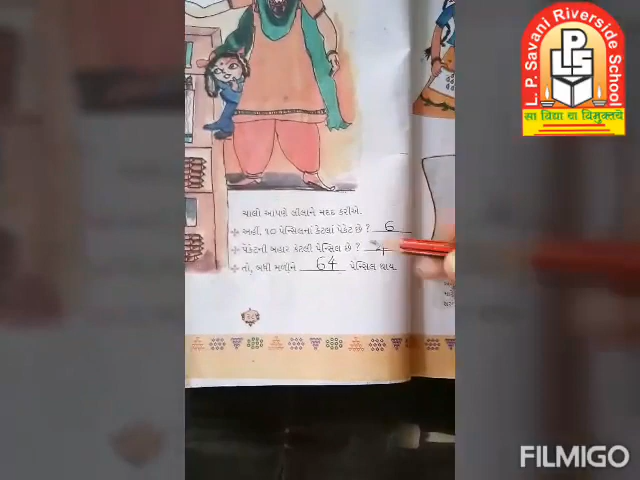 L. P. Savani Riverside School
LPS
सा विद्या या विमुक्तये
ચાલો આપણે લીલાને મદદ કરીએ.
અહીં, ૧૦ પેન્સિલનાં કેટલાં પૅકેટ છે? 6
પૅકેટની બહાર કેટલી પેન્સિલ છે? 4
તો, બધી મળીને 64 પેન્સિલ થાય.
FILMIGO